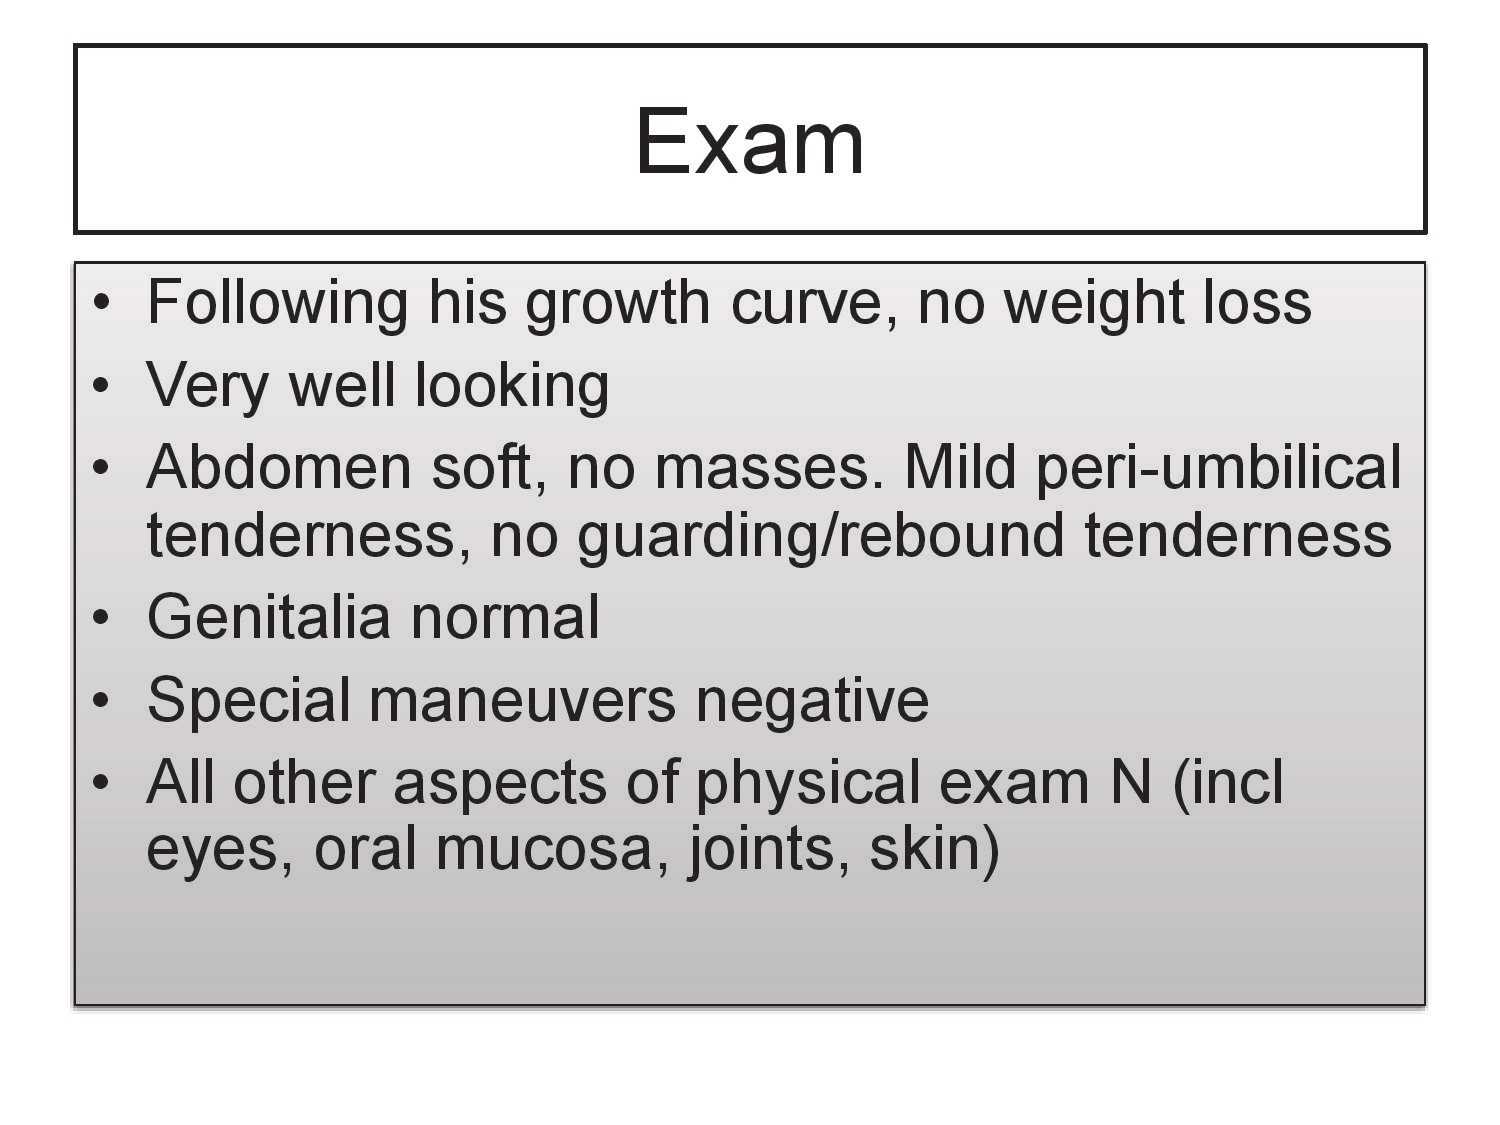 Exam
• Following his growth curve, no weight loss
• Very well looking
• Abdomen soft, no masses. Mild peri-umbilical
tenderness, no guarding/rebound tenderness
• Genitalia normal
• Special maneuvers negative
• All other aspects of physical exam N (incl
eyes, oral mucosa, joints, skin)